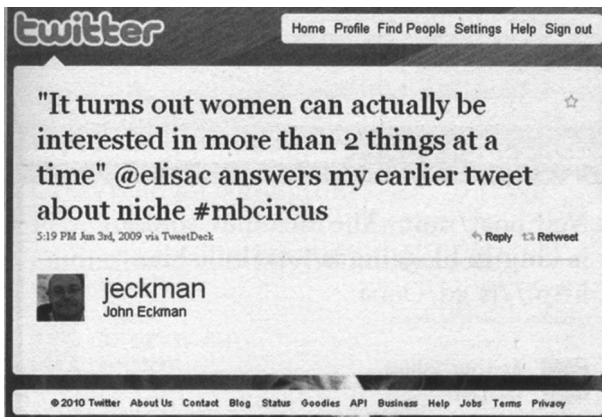 twitter
Home Profile Find People Settings Help Sign out
"It turns out women can actually be
interested in more than 2 things at a
time" @elisac answers my earlier tweet
about niche #mbcircus
5:19 PM Jun 3rd, 2009 via TweetDeck
Reply Retweet
jeckman
John Eckman
© 2010 Twitter About Us Contact Blog Status Goodies API Business Help Jobs Terms Privacy